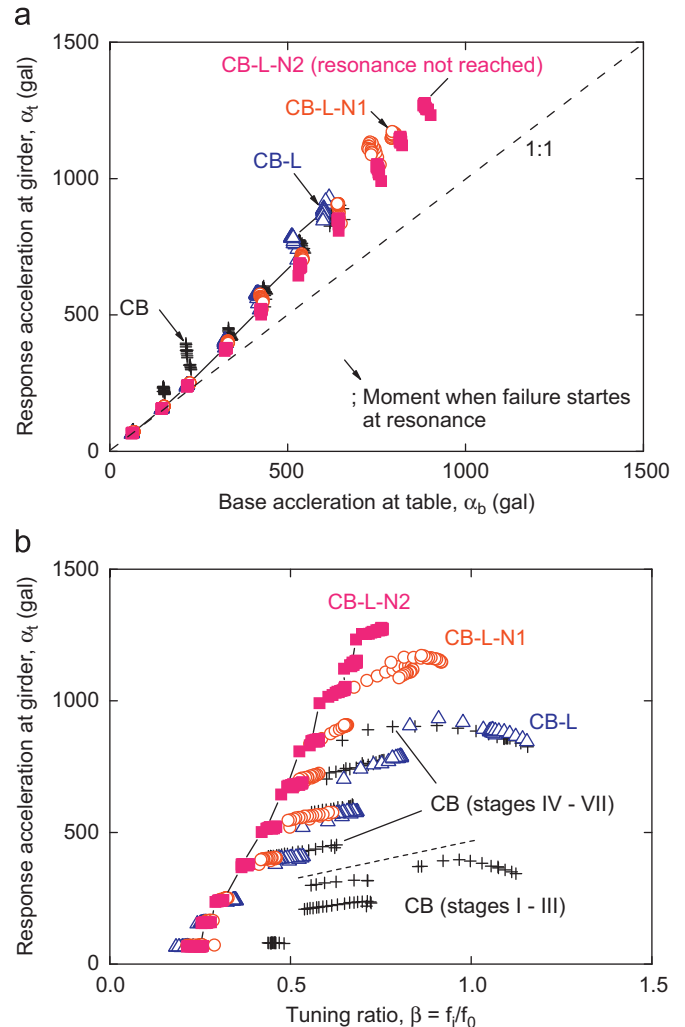 a
1500
1000
500
0
Response acceleration at girder, αt (gal)
CB-L-N2 (resonance not reached)
CB-L-N1
CB-L
1:1
CB
; Moment when failure startes
at resonance
0
500
1000
1500
Base accleration at table, αb (gal)
b
1500
1000
500
0
Response acceleration at girder, αt (gal)
CB-L-N2
CB-L-N1
CB-L
CB (stages IV - VII)
CB (stages I - III)
0.0
0.5
1.0
1.5
Tuning ratio, β = fi/f0